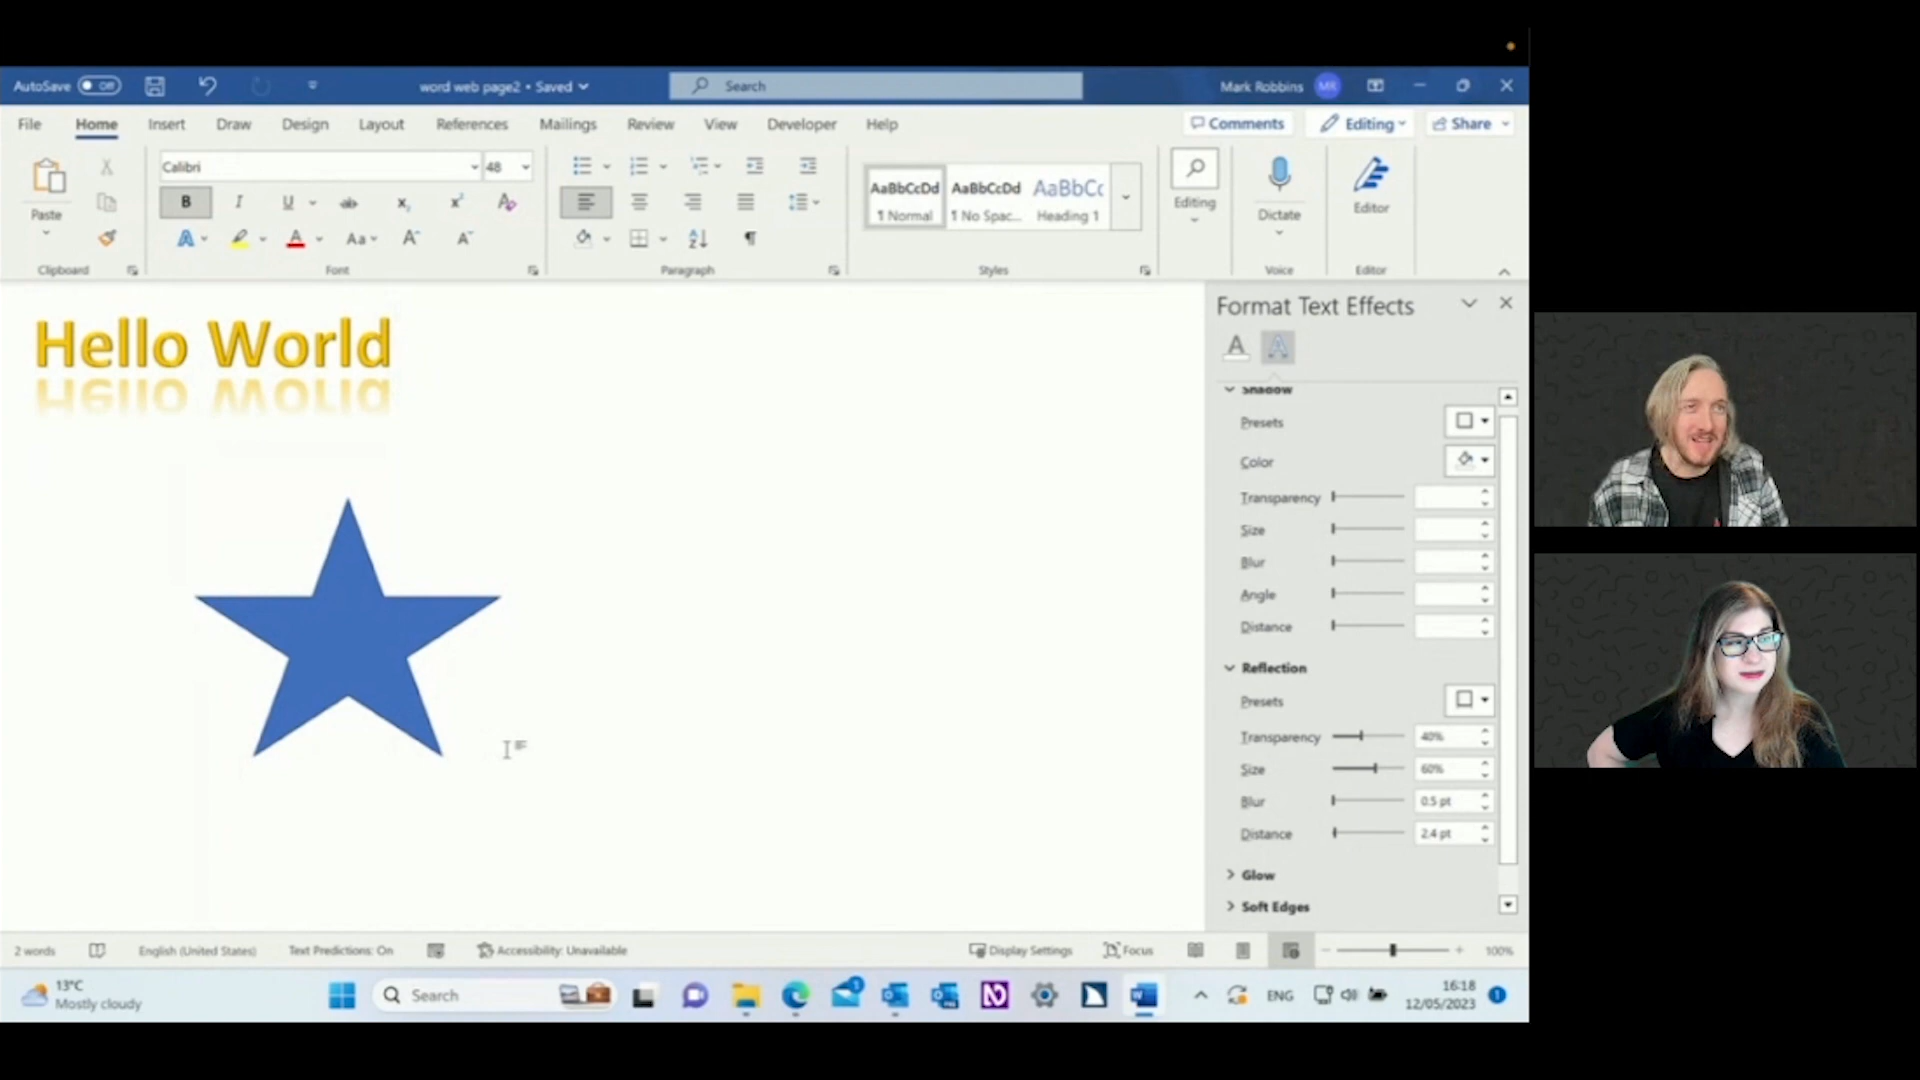 AutoSave Off word web page2 • Saved Search Mark Robbins MR
File Home Insert Draw Design Layout References Mailings Review View Developer Help Comments Editing Share
Paste
Calibri 48
B I U ab x, x² A
A A Aa A A
AaBbCcDd AaBbCcDd AaBbCc
¶ Normal ¶ No Spac... Heading 1
Editing
Dictate
Editor
Clipboard Font Paragraph Styles Voice Editor
Hello World
Format Text Effects
Shadow
Presets
Color
Transparency
Size
Blur
Angle
Distance
Reflection
Presets
Transparency 40%
Size 60%
Blur 0.5 pt
Distance 2.4 pt
Glow
Soft Edges
2 words English (United States) Text Predictions: On Accessibility: Unavailable Display Settings Focus 100%
13°C
Mostly cloudy
Search
ENG
16:18
12/05/2023
1